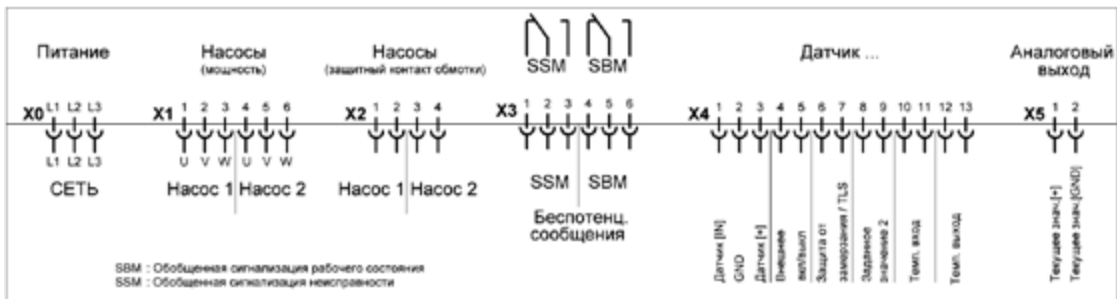 Питание Насосы Насосы SSM SBM Датчик ... Аналоговый
(мощность) (защитный контакт обмотки) выход
X0 L1 L2 L3 X1 1 2 3 4 5 6 X2 1 2 3 4 X3 1 2 3 4 5 6 X4 1 2 3 4 5 6 7 8 9 10 11 12 13 X5 1 2
L1 L2 L3 U V W U V W
СЕТЬ Насос 1 Насос 2 Насос 1 Насос 2 SSM SBM
Беспотенц.
сообщения
Датчик [IN]
GND
Датчик [+]
Внешнее
вкл/выкл
Защита от
замерзания / TLS
Заданное
значение 2
Темп. вход
Темп. выход
Текущее знач.[+]
Текущее знач.[GND]
SBM : Обобщенная сигнализация рабочего состояния
SSM : Обобщенная сигнализация неисправности